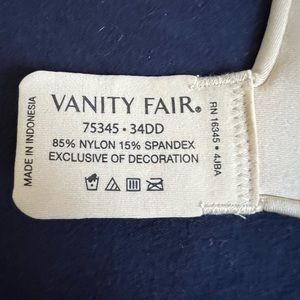 MADE IN INDONESIA
VANITY FAIR®
75345 • 34DD
85% NYLON 15% SPANDEX
EXCLUSIVE OF DECORATION
RN 16345 • 4JBA